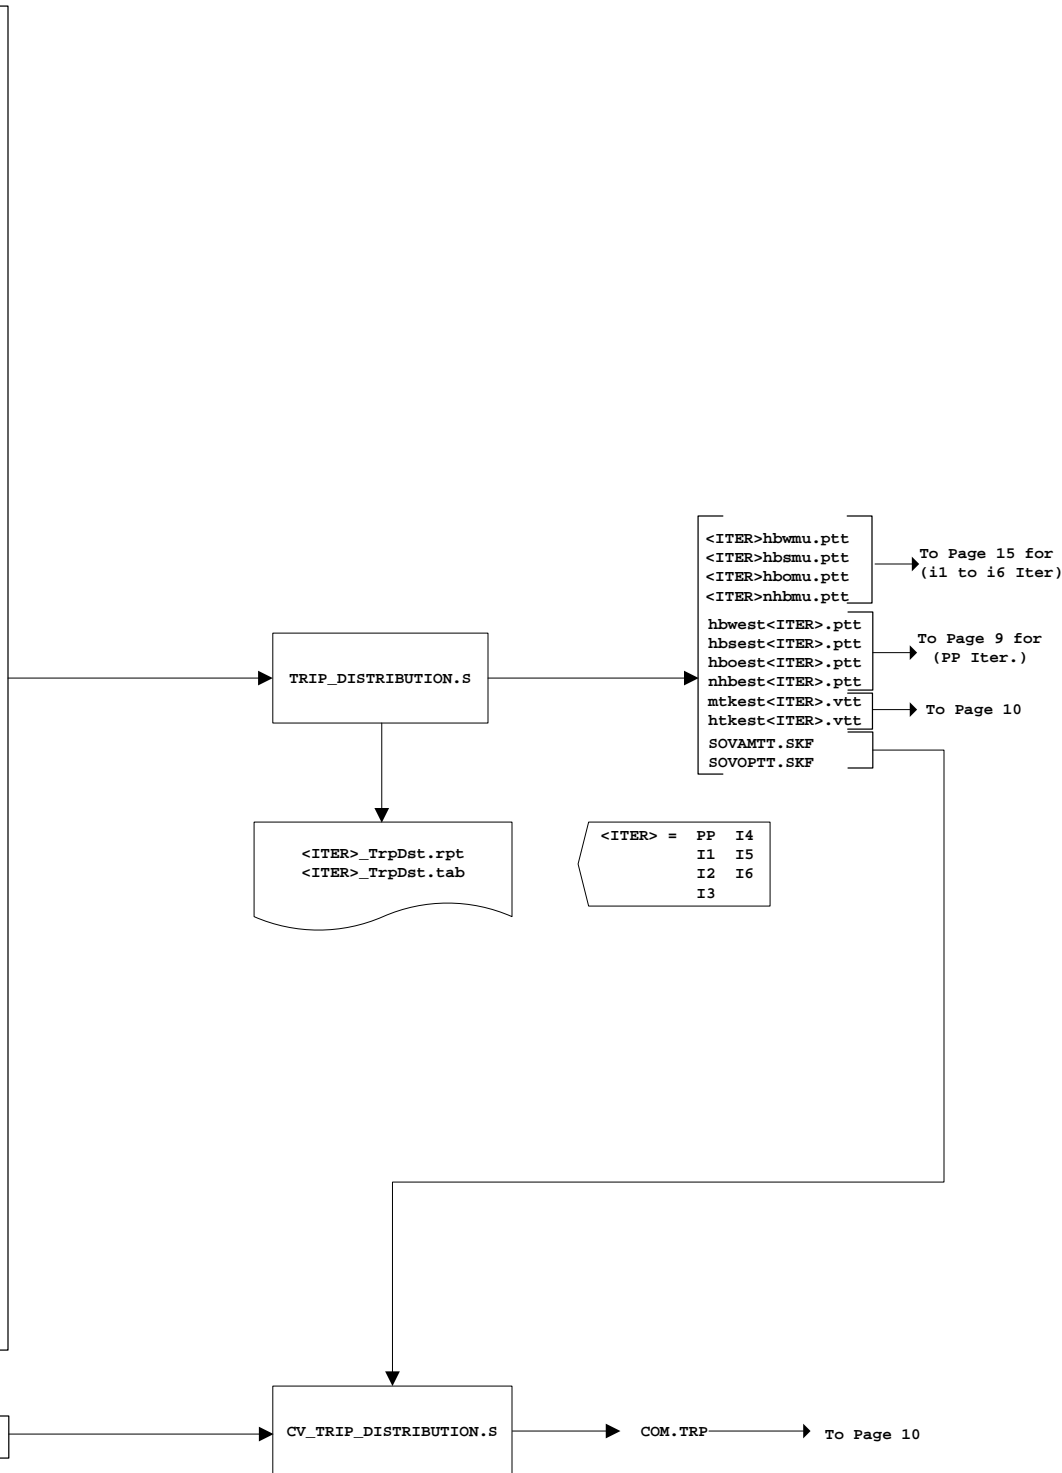 <ITER>hbwmu.ptt
<ITER>hbsmu.ptt
<ITER>hbomu.ptt
<ITER>nhbmu.ptt
To Page 15 for
(i1 to i6 Iter)
hbwest<ITER>.ptt
hbsest<ITER>.ptt
hboest<ITER>.ptt
nhbest<ITER>.ptt
To Page 9 for
(PP Iter.)
mtkest<ITER>.vtt
htkest<ITER>.vtt
To Page 10
SOVAMTT.SKF
SOVOPTT.SKF
TRIP_DISTRIBUTION.S
<ITER>_TrpDst.rpt
<ITER>_TrpDst.tab
<ITER> = PP I4
I1 I5
I2 I6
I3
CV_TRIP_DISTRIBUTION.S
COM.TRP
To Page 10